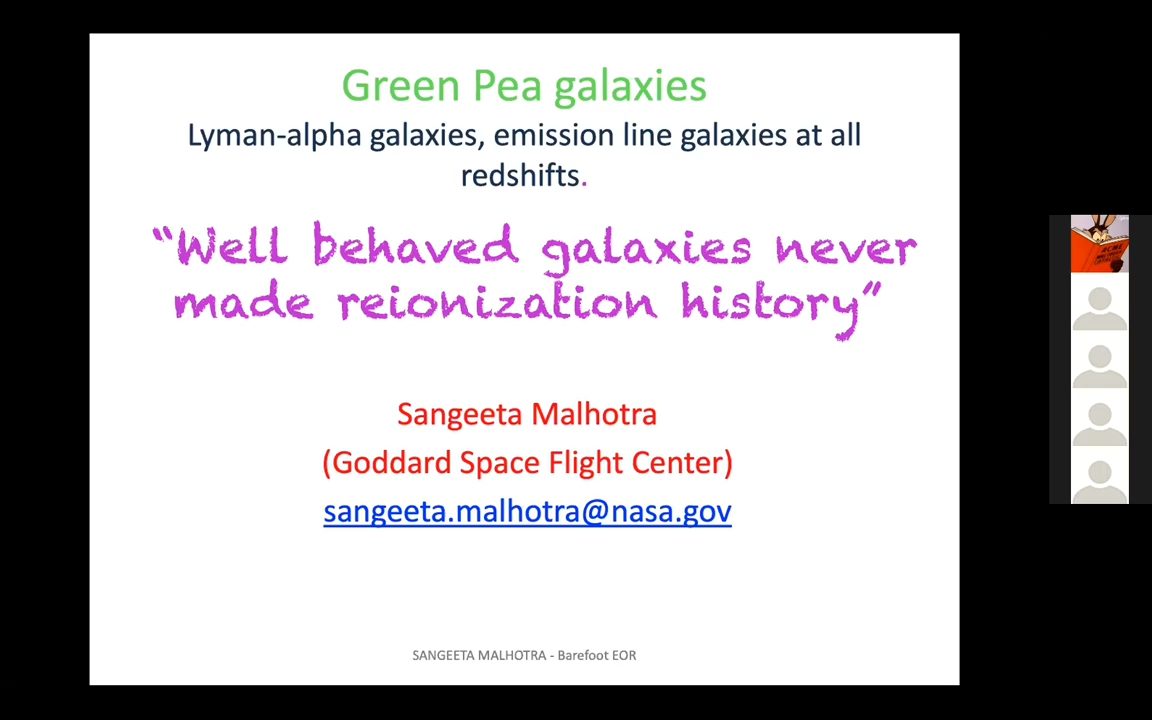 Green Pea galaxies
Lyman-alpha galaxies, emission line galaxies at all
redshifts.
“Well behaved galaxies never
made reionization history”
Sangeeta Malhotra
(Goddard Space Flight Center)
sangeeta.malhotra@nasa.gov
SANGEETA MALHOTRA - Barefoot EOR
ACME